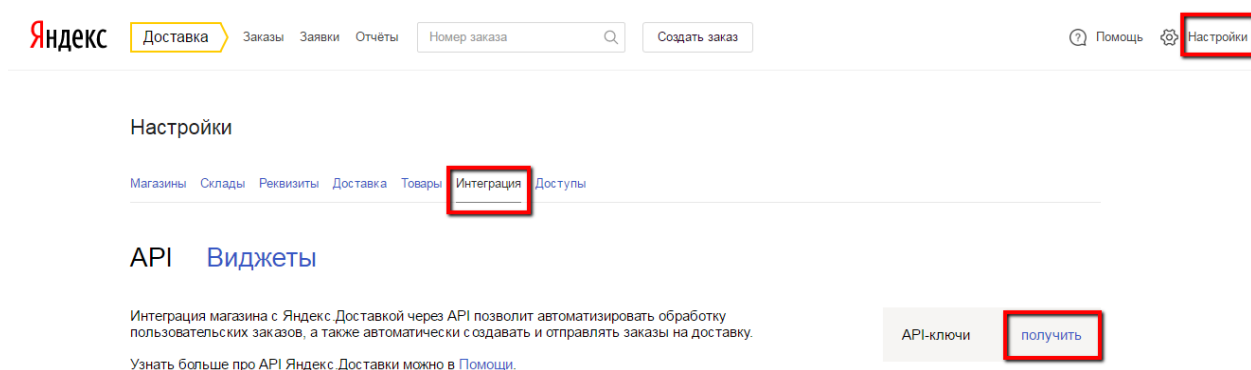 Яндекс Доставка Заказы Заявки Отчёты Номер заказа Создать заказ Помощь Настройки
Настройки
Магазины Склады Реквизиты Доставка Товары Интеграция Доступы
API Виджеты
Интеграция магазина с Яндекс.Доставкой через API позволит автоматизировать обработку
пользовательских заказов, а также автоматически создавать и отправлять заказы на доставку.
API-ключи получить
Узнать больше про API Яндекс.Доставки можно в Помощи.